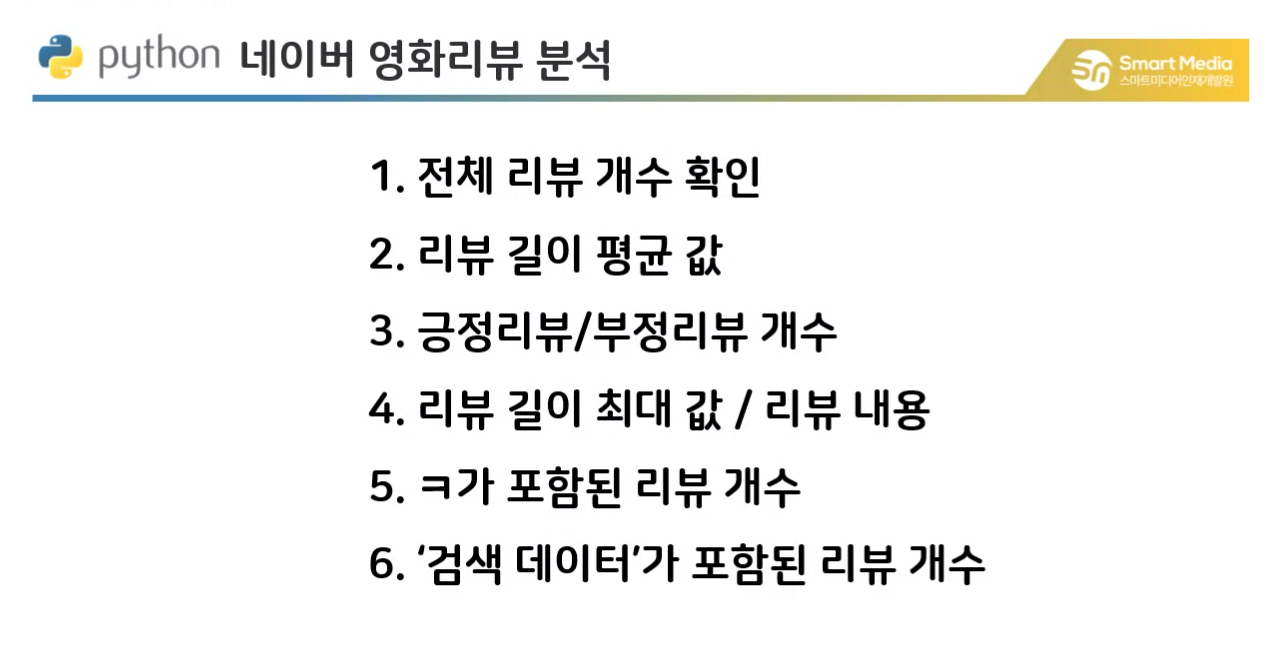 python 네이버 영화리뷰 분석
Smart Media
스마트미디어인재개발원
1. 전체 리뷰 개수 확인
2. 리뷰 길이 평균 값
3. 긍정리뷰/부정리뷰 개수
4. 리뷰 길이 최대 값 / 리뷰 내용
5. ㅋ가 포함된 리뷰 개수
6. ‘검색 데이터’가 포함된 리뷰 개수